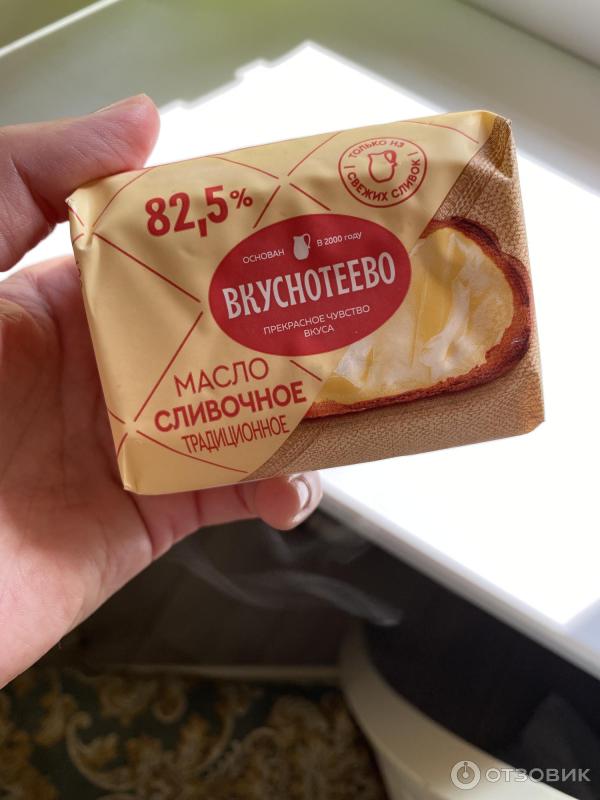 ТОЛЬКО ИЗ
СВЕЖИХ СЛИВОК
82,5%
ОСНОВАН В 2000 году
ВКУСНОТЕЕВО
ПРЕКРАСНОЕ ЧУВСТВО
ВКУСА
МАСЛО
СЛИВОЧНОЕ
ТРАДИЦИОННОЕ
ОТЗОВИК